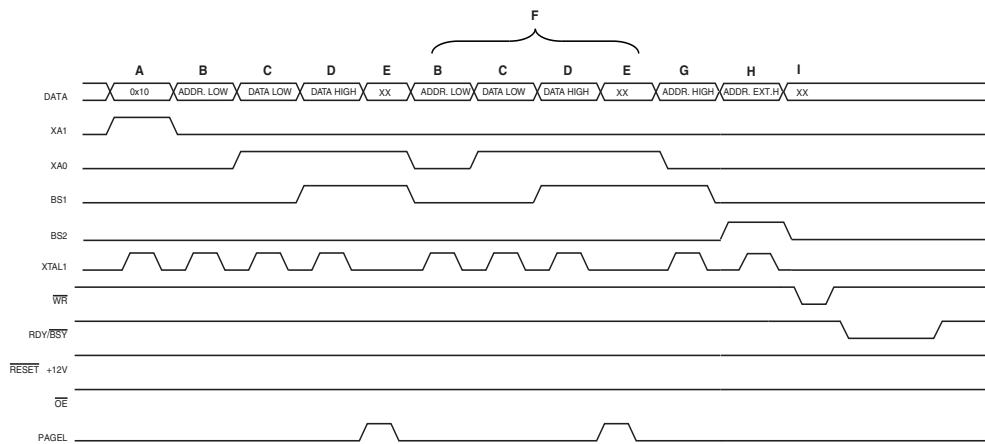 F
A B C D E B C D E G H I
DATA 0x10 ADDR. LOW DATA LOW DATA HIGH XX ADDR. LOW DATA LOW DATA HIGH XX ADDR. HIGH ADDR. EXT.H XX
XA1
XA0
BS1
BS2
XTAL1
WR
RDY/BSY
RESET +12V
OE
PAGEL